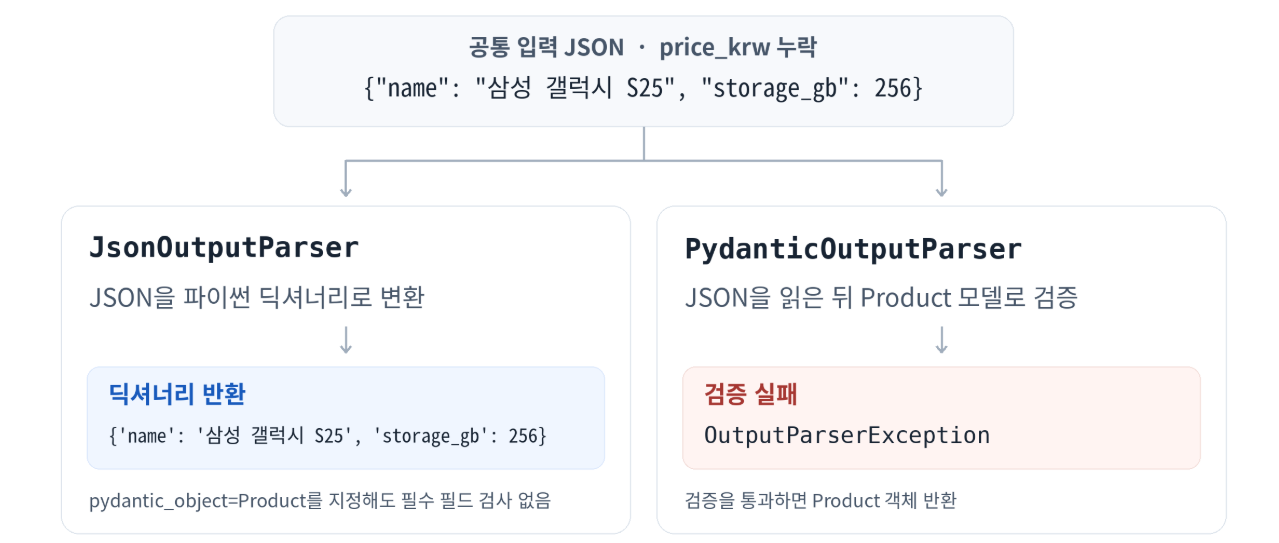 공통 입력 JSON · price_krw 누락
{"name": "삼성 갤럭시 S25", "storage_gb": 256}
JsonOutputParser
JSON을 파이썬 딕셔너리로 변환
딕셔너리 반환
{'name': '삼성 갤럭시 S25', 'storage_gb': 256}
pydantic_object=Product를 지정해도 필수 필드 검사 없음
PydanticOutputParser
JSON을 읽은 뒤 Product 모델로 검증
검증 실패
OutputParserException
검증을 통과하면 Product 객체 반환